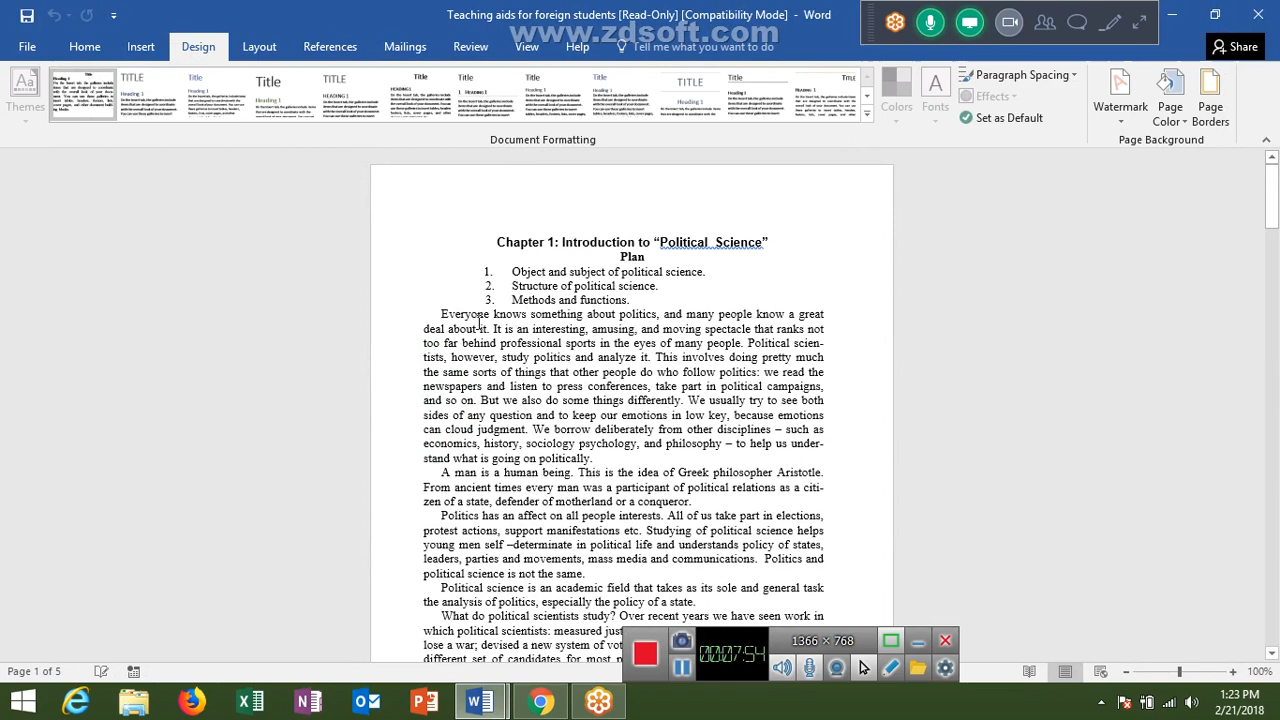 Teaching aids for foreign students [Read-Only] [Compatibility Mode] - Word
www.zdsoft.com
File Home Insert Design Layout References Mailings Review View Help Tell me what you want to do
Share
Themes
Colors
Fonts
Paragraph Spacing
Effects
Set as Default
Watermark
Page Color
Page Borders
Document Formatting
Page Background
Chapter 1: Introduction to “Political Science”
Plan
1. Object and subject of political science.
2. Structure of political science.
3. Methods and functions.
Everyone knows something about politics, and many people know a great
deal about it. It is an interesting, amusing, and moving spectacle that ranks not
too far behind professional sports in the eyes of many people. Political scien-
tists, however, study politics and analyze it. This involves doing pretty much
the same sorts of things that other people do who follow politics: we read the
newspapers and listen to press conferences, take part in political campaigns,
and so on. But we also do some things differently. We usually try to see both
sides of any question and to keep our emotions in low key, because emotions
can cloud judgment. We borrow deliberately from other disciplines – such as
economics, history, sociology psychology, and philosophy – to help us under-
stand what is going on politically.
A man is a human being. This is the idea of Greek philosopher Aristotle.
From ancient times every man was a participant of political relations as a citi-
zen of a state, defender of motherland or a conqueror.
Politics has an affect on all people interests. All of us take part in elections,
protest actions, support manifestations etc. Studying of political science helps
young men self –determinate in political life and understands policy of states,
leaders, parties and movements, mass media and communications. Politics and
political science is not the same.
Political science is an academic field that takes as its sole and general task
the analysis of politics, especially the policy of a state.
What do political scientists study? Over recent years we have seen work in
which political scientists: measured just
lose a war; devised a new system of
different set of candidates for most
1366 × 768
00:07:54
Page 1 of 5
100%
1:23 PM
2/21/2018